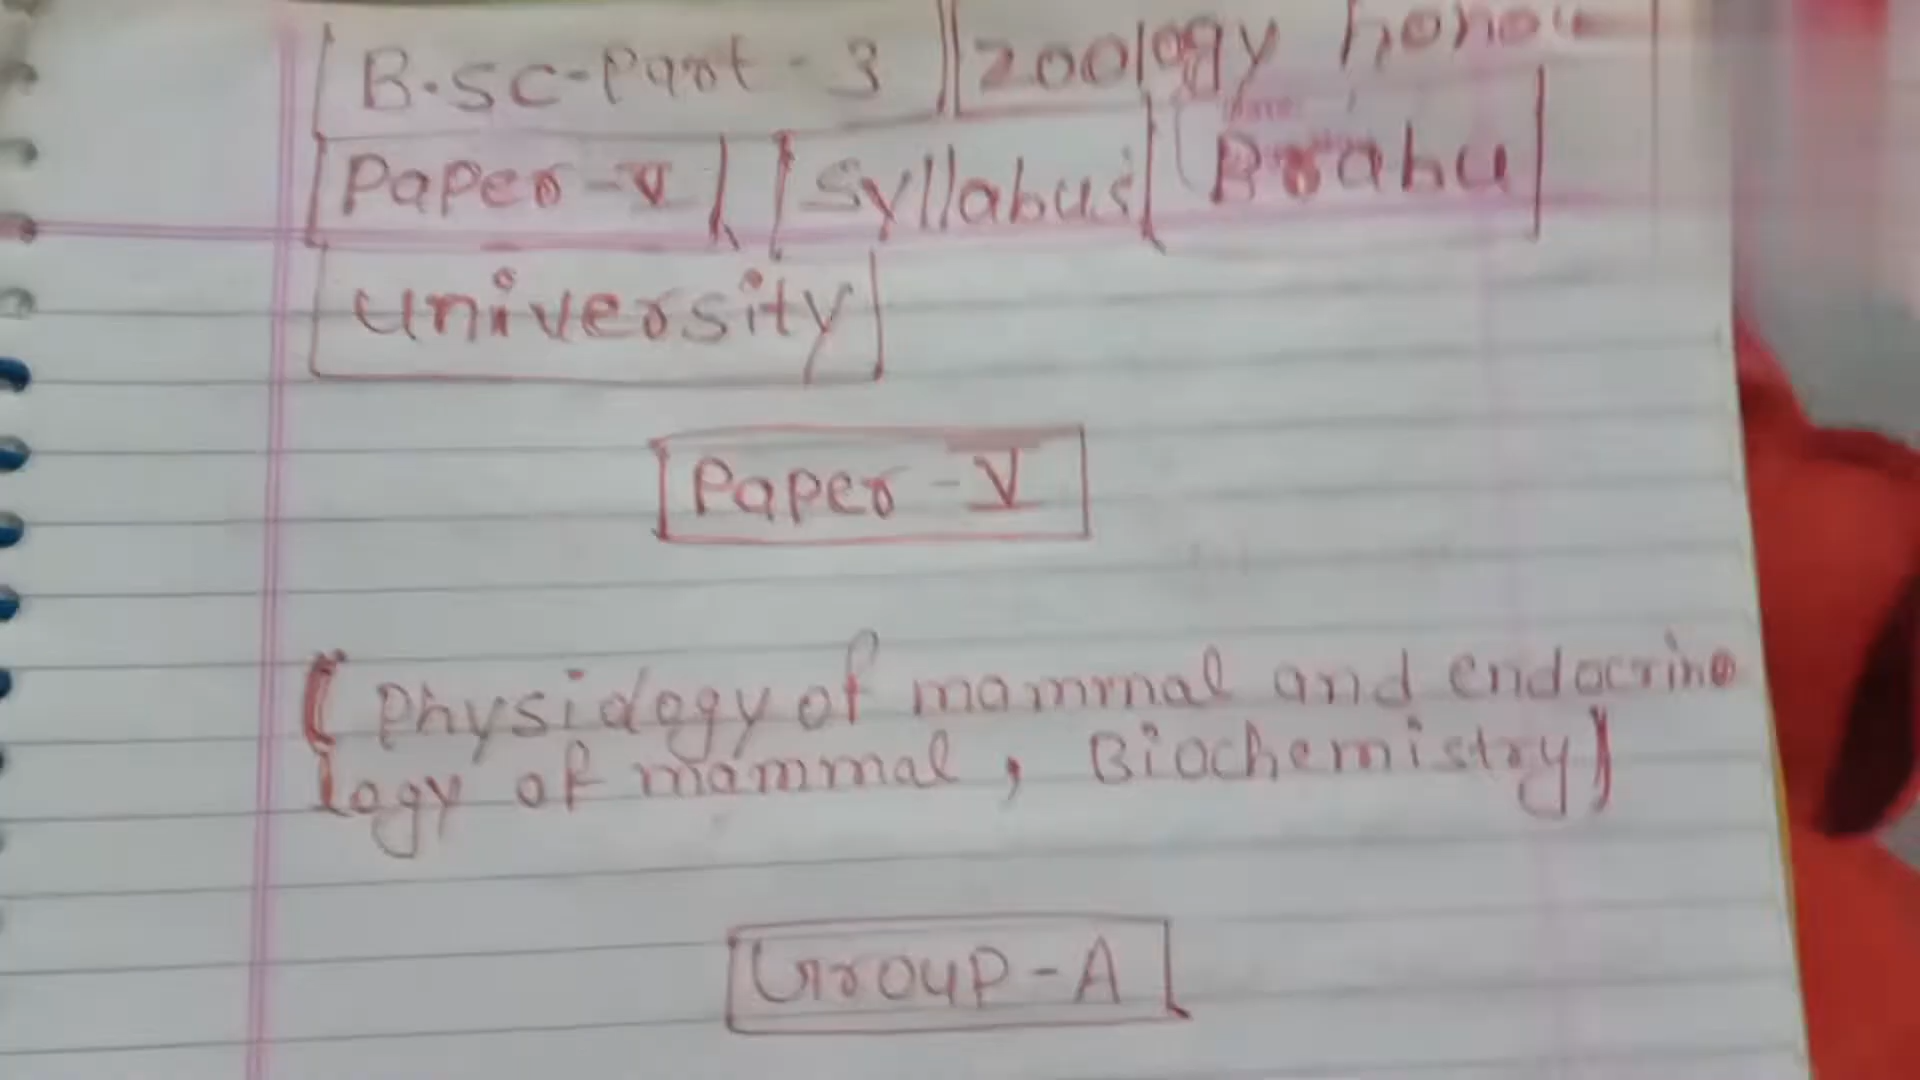 B.SC-Part-3 || Zoology hono
Paper-V || Syllabus | Brabu |
University
Paper-V
(Physiology of mammal and endocrino
logy of mammal, Biochemistry)
Group-A